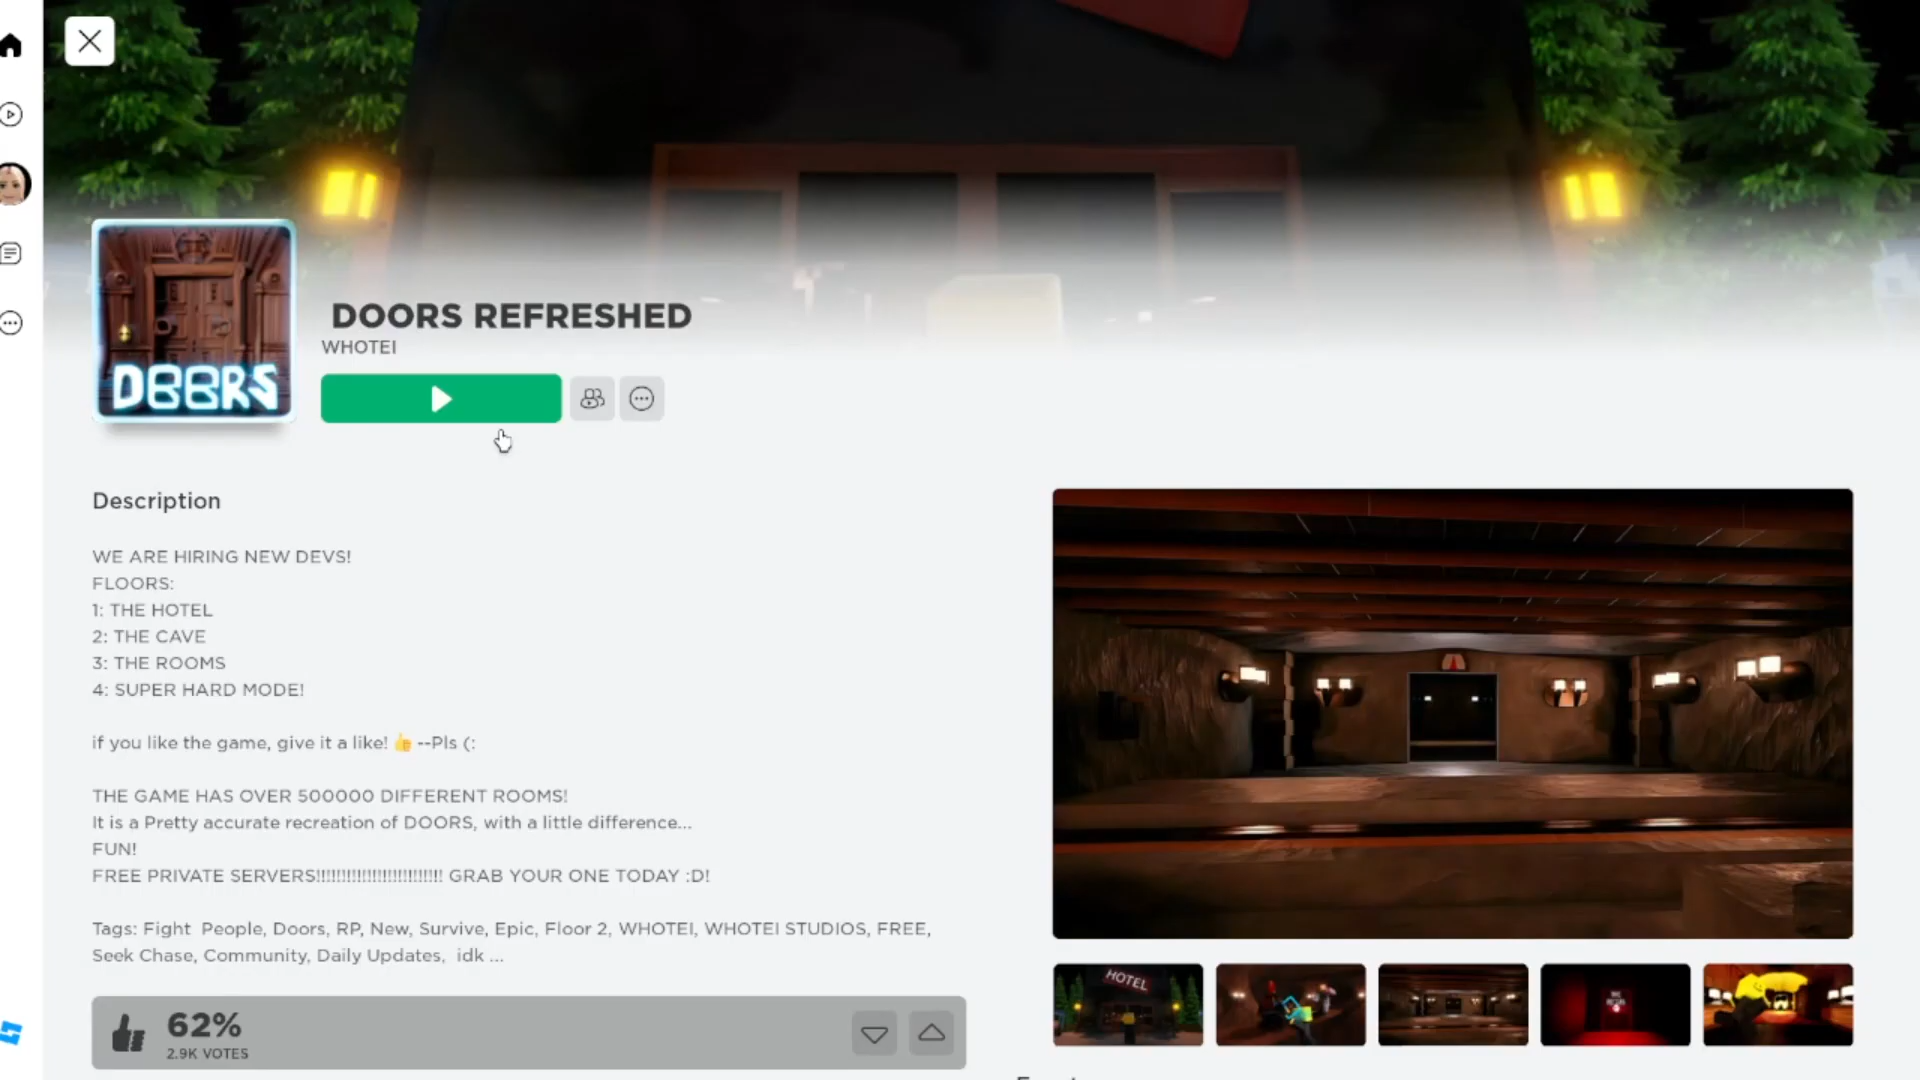 DOORS
DOORS REFRESHED
WHOTEI
Description
WE ARE HIRING NEW DEVS!
FLOORS:
1: THE HOTEL
2: THE CAVE
3: THE ROOMS
4: SUPER HARD MODE!
if you like the game, give it a like! 👍 --Pls (:
THE GAME HAS OVER 500000 DIFFERENT ROOMS!
It is a Pretty accurate recreation of DOORS, with a little difference...
FUN!
FREE PRIVATE SERVERS!!!!!!!!!!!!!!!!!!!!!!!!! GRAB YOUR ONE TODAY :D!
Tags: Fight People, Doors, RP, New, Survive, Epic, Floor 2, WHOTEI, WHOTEI STUDIOS, FREE,
Seek Chase, Community, Daily Updates, idk ...
62%
2.9K VOTES
HOTEL